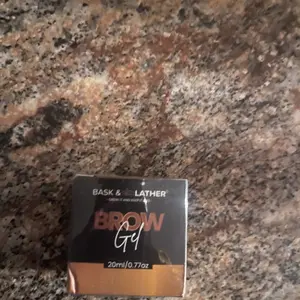 BASK & LATHER®
BROW
Gel
20ml/0.77oz